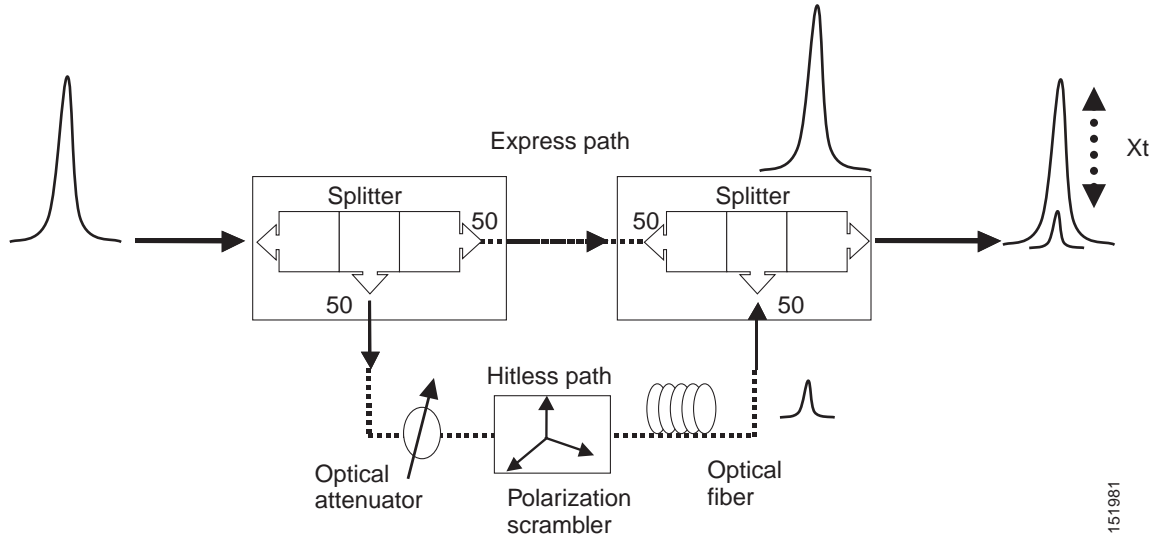 Express path
Xt
Splitter
50
50
Splitter
50
50
Hitless path
Optical
attenuator
Polarization
scrambler
Optical
fiber
151981